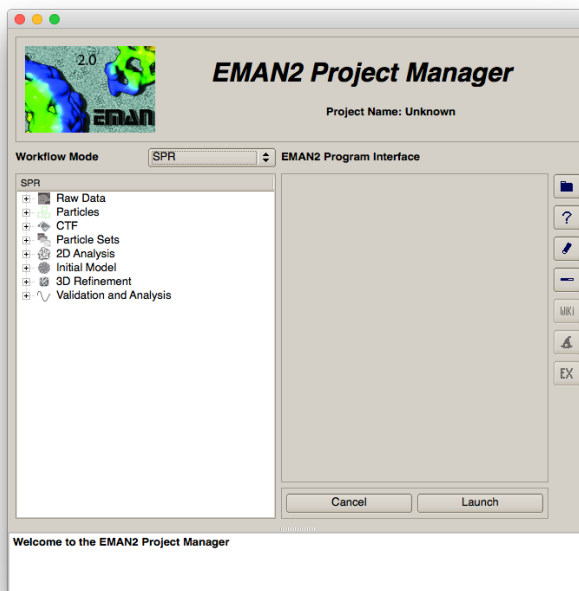 2.0
EMAN
EMAN2 Project Manager
Project Name: Unknown
Workflow Mode
SPR
EMAN2 Program Interface
SPR
Raw Data
Particles
CTF
Particle Sets
2D Analysis
Initial Model
3D Refinement
Validation and Analysis
?
EX
Cancel
Launch
Welcome to the EMAN2 Project Manager